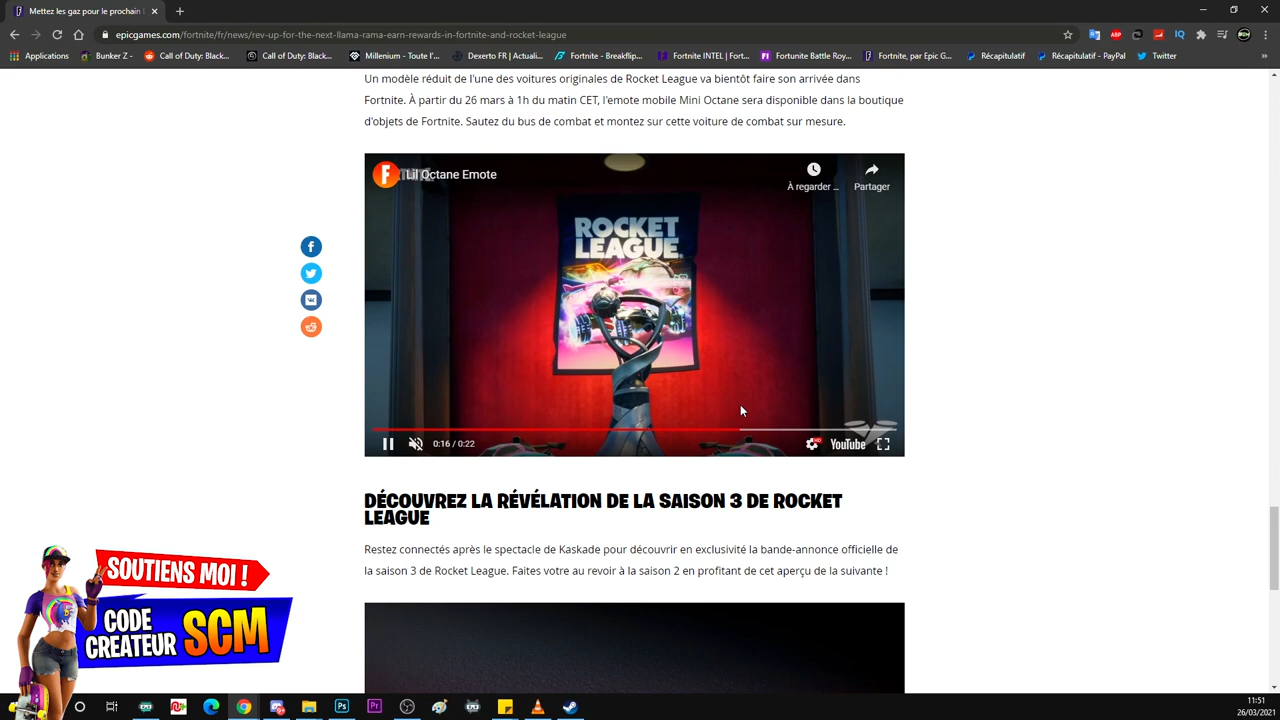 Mettez les gaz pour le prochain
epicgames.com/fortnite/fr/news/rev-up-for-the-next-llama-rama-earn-rewards-in-fortnite-and-rocket-league
Applications
Bunker Z -
Call of Duty: Black...
Call of Duty: Black...
Millenium - Toute l'...
Dexerto FR | Actuali...
Fortnite - Breakflip...
Fortnite INTEL | Fort...
Fortunite Battle Roy...
Fortnite, par Epic G...
Récapitulatif
Récapitulatif - PayPal
Twitter
»
Un modèle réduit de l'une des voitures originales de Rocket League va bientôt faire son arrivée dans
Fortnite. À partir du 26 mars à 1h du matin CET, l'emote mobile Mini Octane sera disponible dans la boutique
d'objets de Fortnite. Sautez du bus de combat et montez sur cette voiture de combat sur mesure.
Lil Octane Emote
À regarder ...
Partager
ROCKET
LEAGUE
0:16 / 0:22
HD
YouTube
DÉCOUVREZ LA RÉVÉLATION DE LA SAISON 3 DE ROCKET
LEAGUE
Restez connectés après le spectacle de Kaskade pour découvrir en exclusivité la bande-annonce officielle de
la saison 3 de Rocket League. Faites votre au revoir à la saison 2 en profitant de cet aperçu de la suivante !
SOUTIENS MOI !
CODE
CREATEUR SCM
11:51
26/03/2021